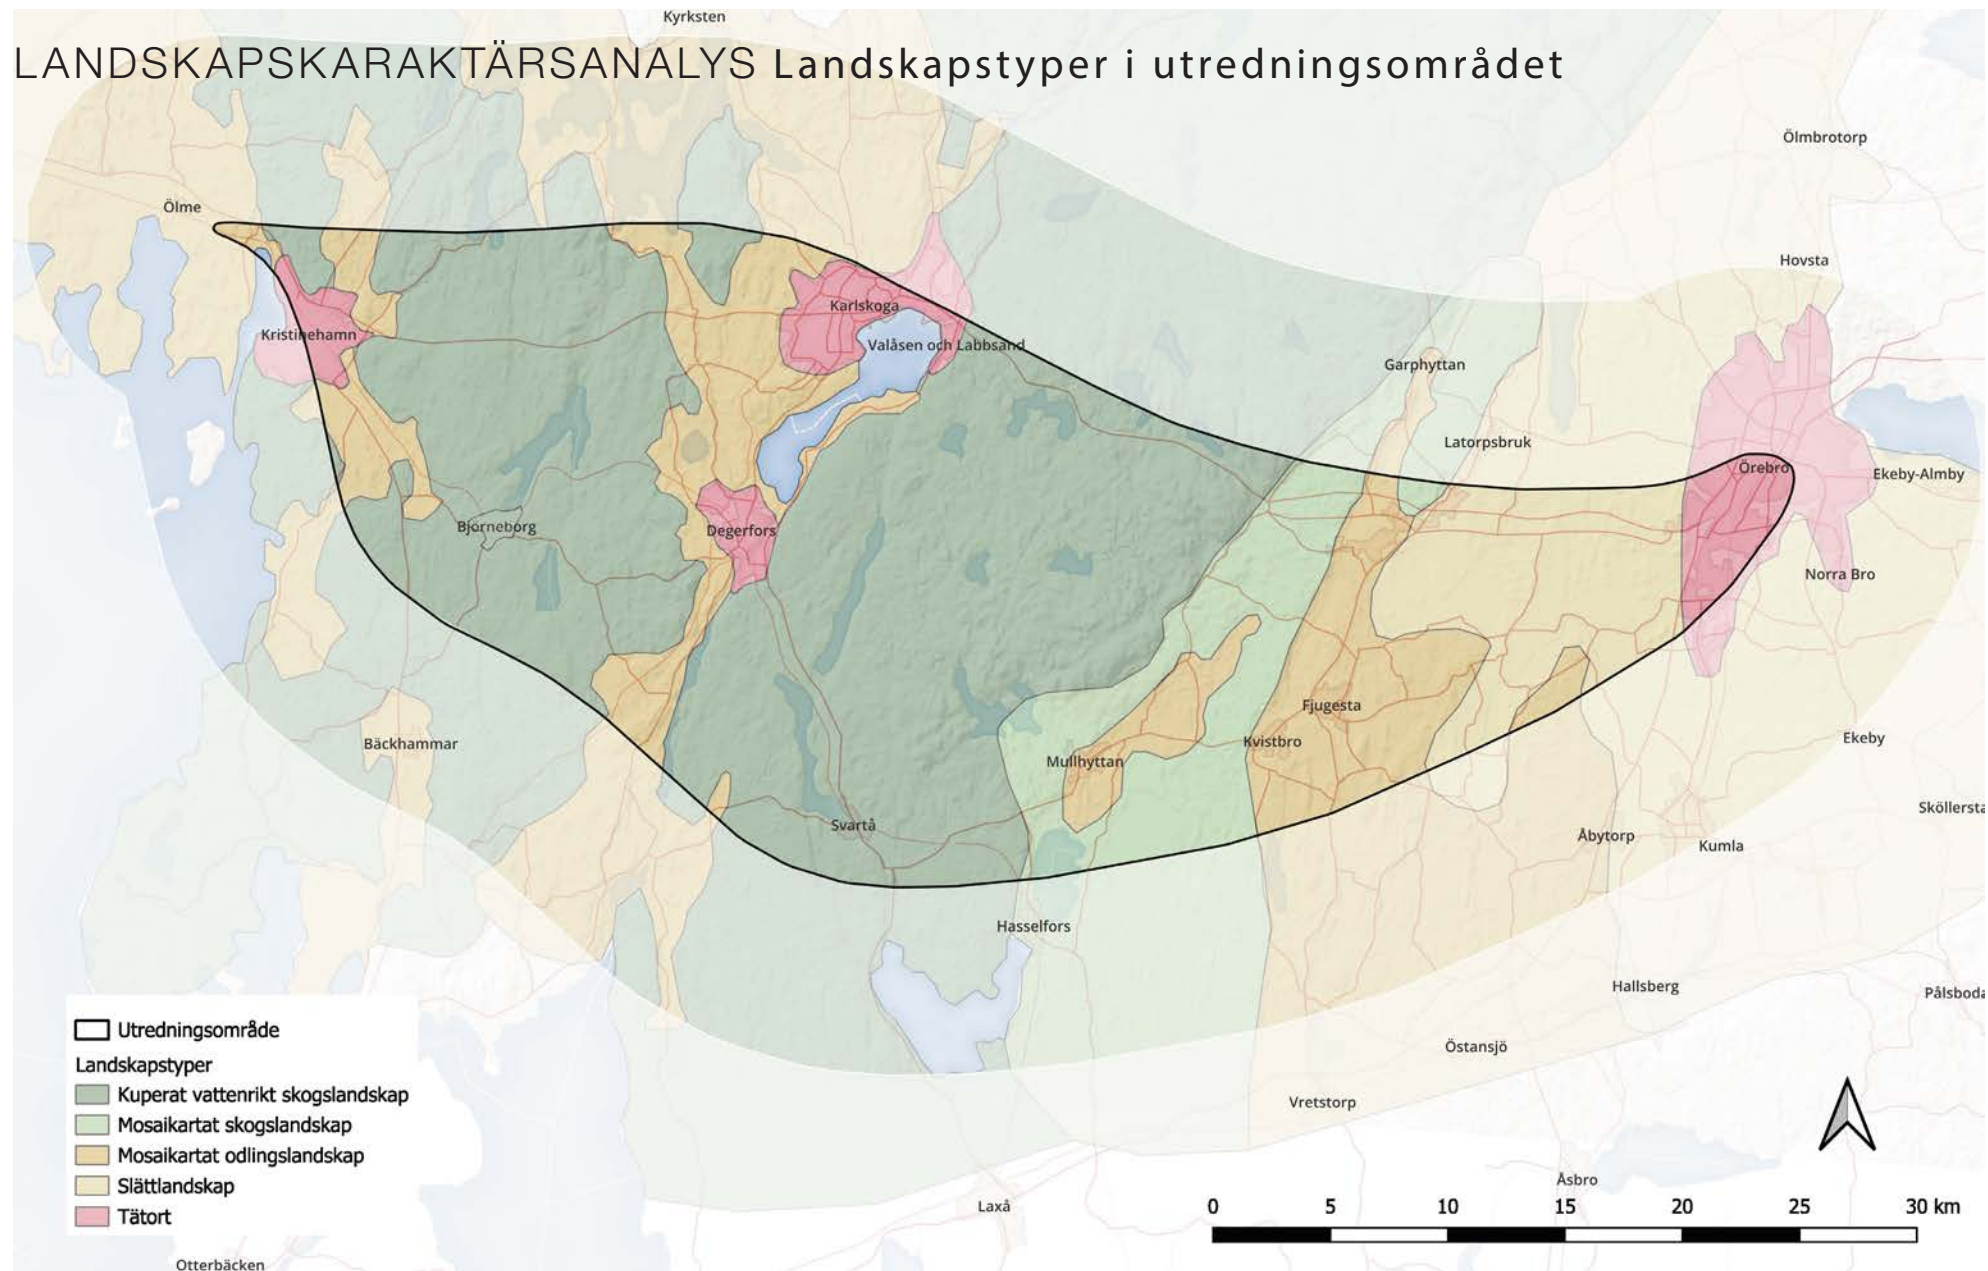 Kyrksten
LANDSKAPSKARAKTÄRSANALYS Landskapstyper i utredningsområdet
Ölmbrotorp
Ölme
Hovsta
Karlskoga
Kristinehamn
Valåsen och Labbsand
Garphyttan
Latorpsbruk
Örebro
Ekeby-Almby
Björneborg
Degerfors
Norra Bro
Fjugesta
Bäckhammar
Kvistbro
Ekeby
Mullhyttan
Sköllersta
Svartå
Åbytorp
Kumla
Hasselfors
Hallsberg
Pålsboda
Utredningsområde
Östansjö
Landskapstyper
Kuperat vattenrikt skogslandskap
Vretstorp
Mosaikartat skogslandskap
Mosaikartat odlingslandskap
Slättlandskap
Åsbro
Laxå
0 5 10 15 20 25 30 km
Tätort
Otterbäcken